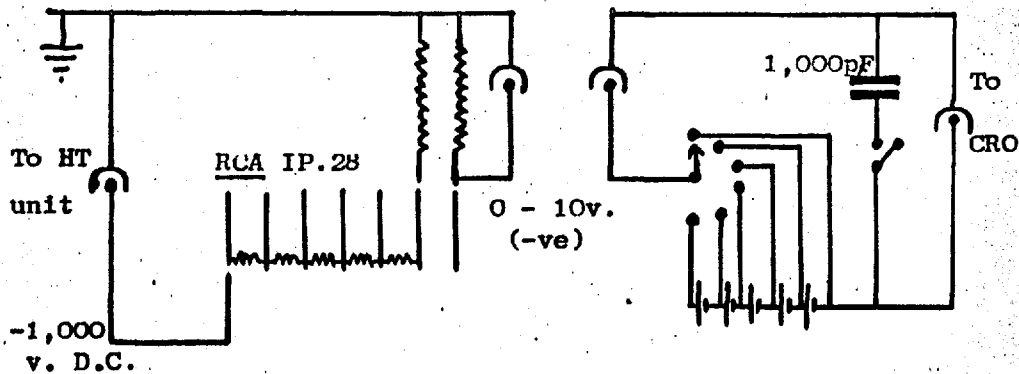 1,000pF
To
CRO
To HT
unit
RCA IP.28
0 - 10v.
(-ve)
-1,000
v. D.C.